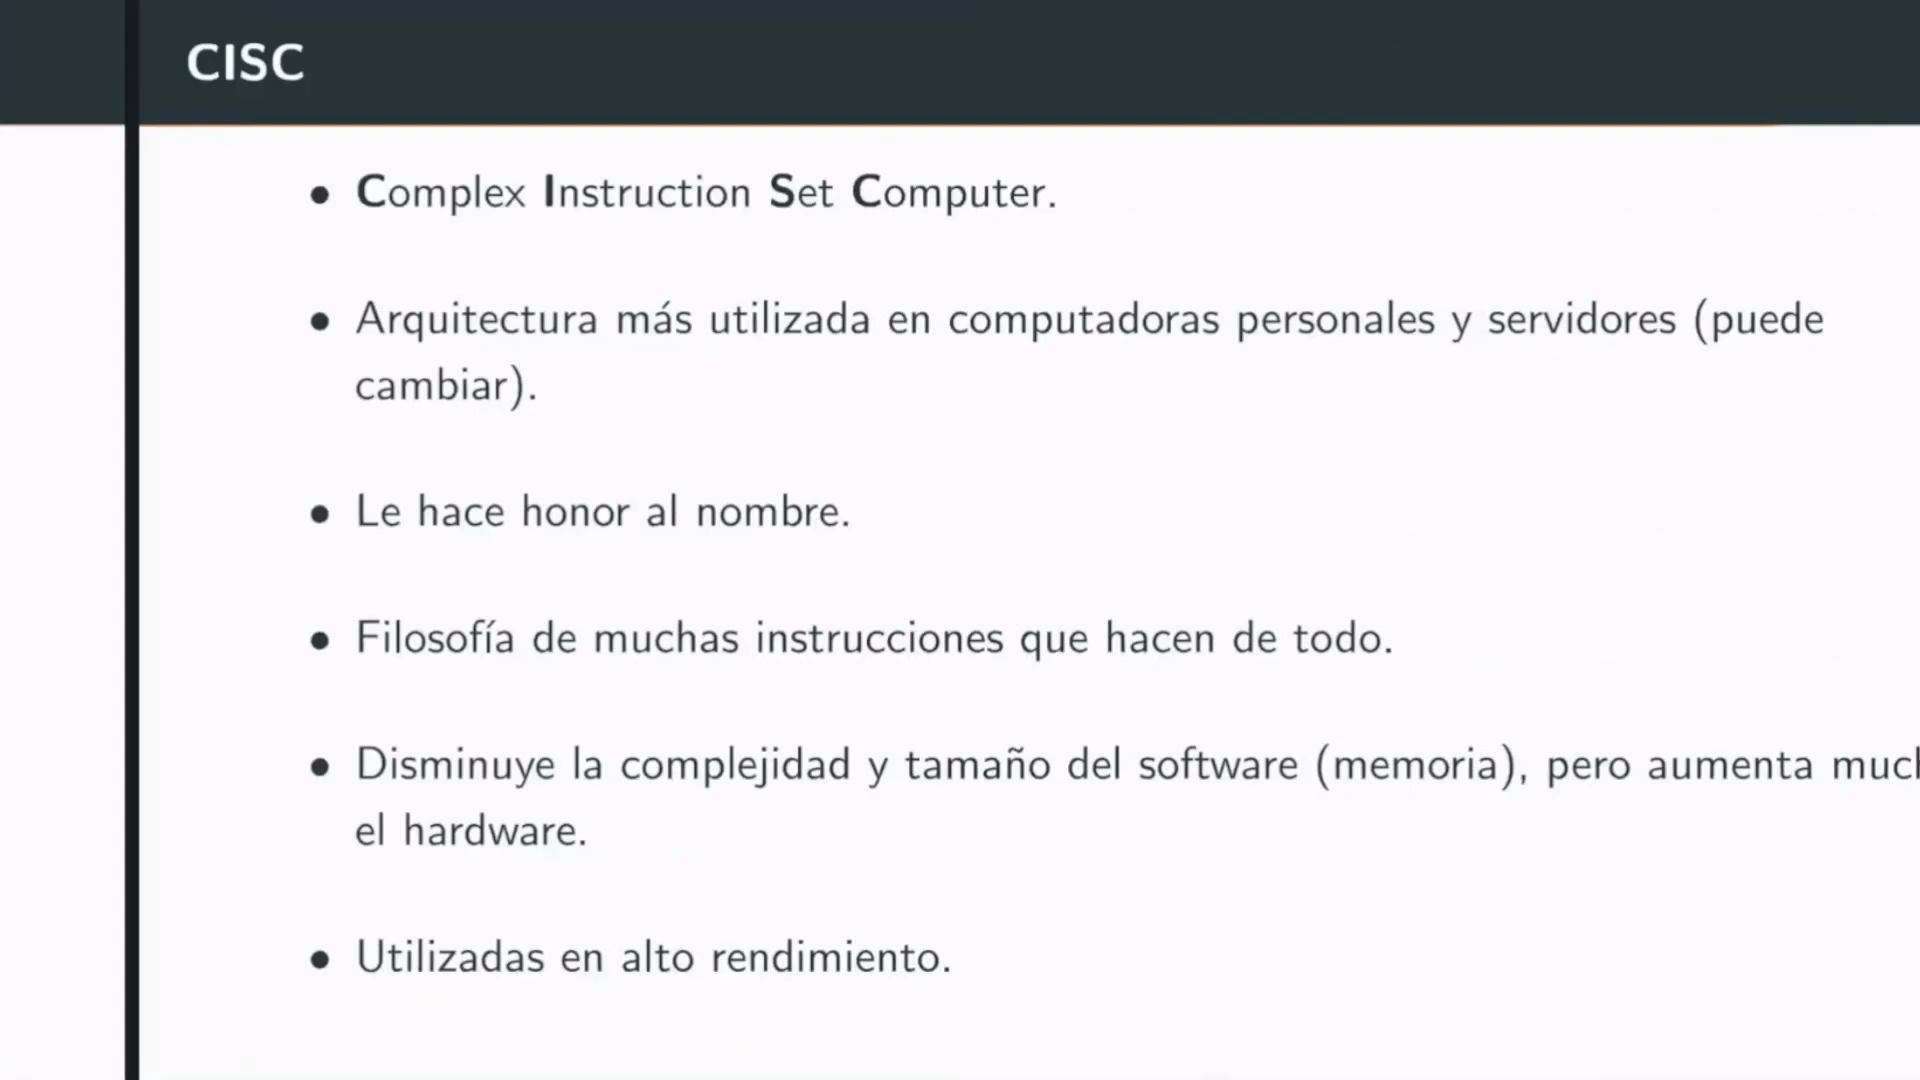 CISC
• Complex Instruction Set Computer.
• Arquitectura más utilizada en computadoras personales y servidores (puede
cambiar).
• Le hace honor al nombre.
• Filosofía de muchas instrucciones que hacen de todo.
• Disminuye la complejidad y tamaño del software (memoria), pero aumenta
el hardware.
• Utilizadas en alto rendimiento.